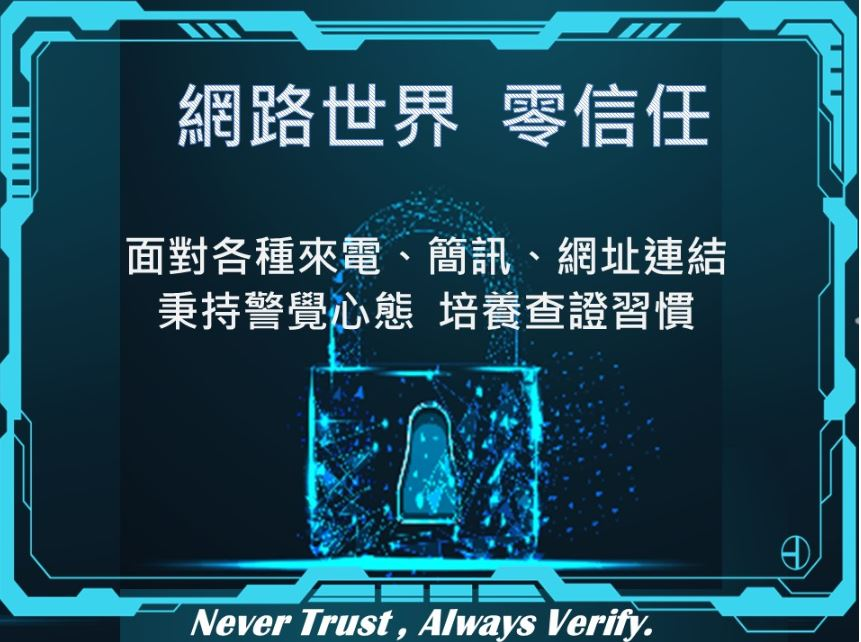 網路世界 零信任
面對各種來電、簡訊、網址連結
秉持警覺心態 培養查證習慣
Never Trust , Always Verify.